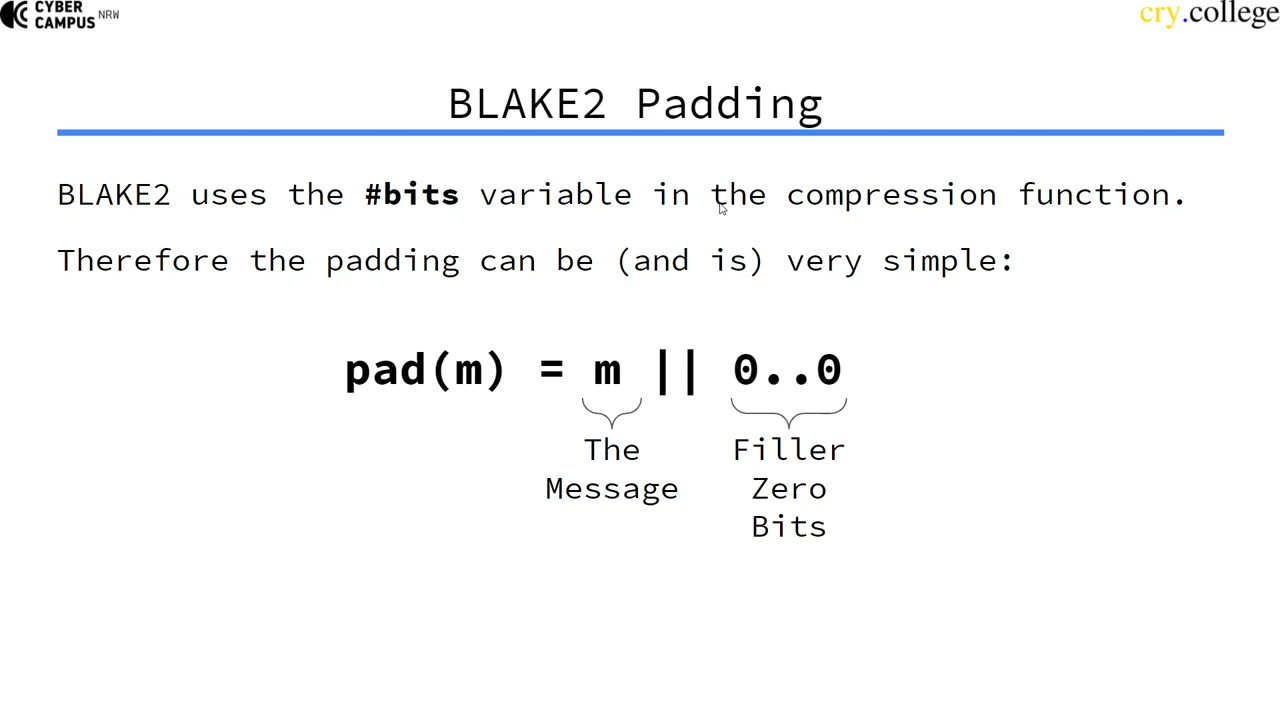 CYBER
CAMPUS NRW
cry.college
BLAKE2 Padding
BLAKE2 uses the #bits variable in the compression function.
Therefore the padding can be (and is) very simple:
pad(m) = m || 0..0
The
Message
Filler
Zero
Bits